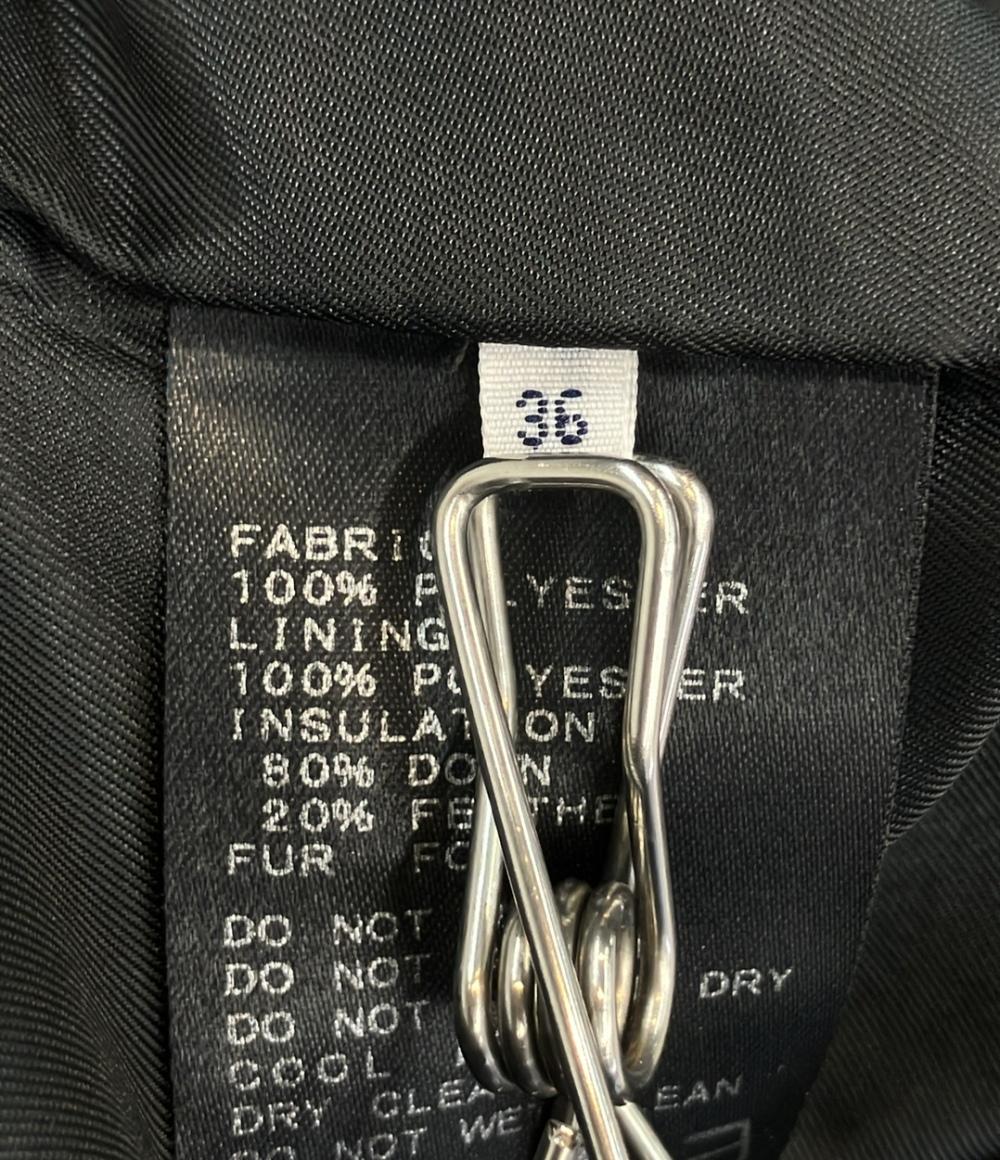 36
FABRIC
100% POLYESTER
LINING
100% POLYESTER
INSULATION
80% DOWN
20% FEATHER
FUR
DO NOT
DO NOT DRY
DO NOT
COOL
DRY CLEAN
DO NOT WET CLEAN